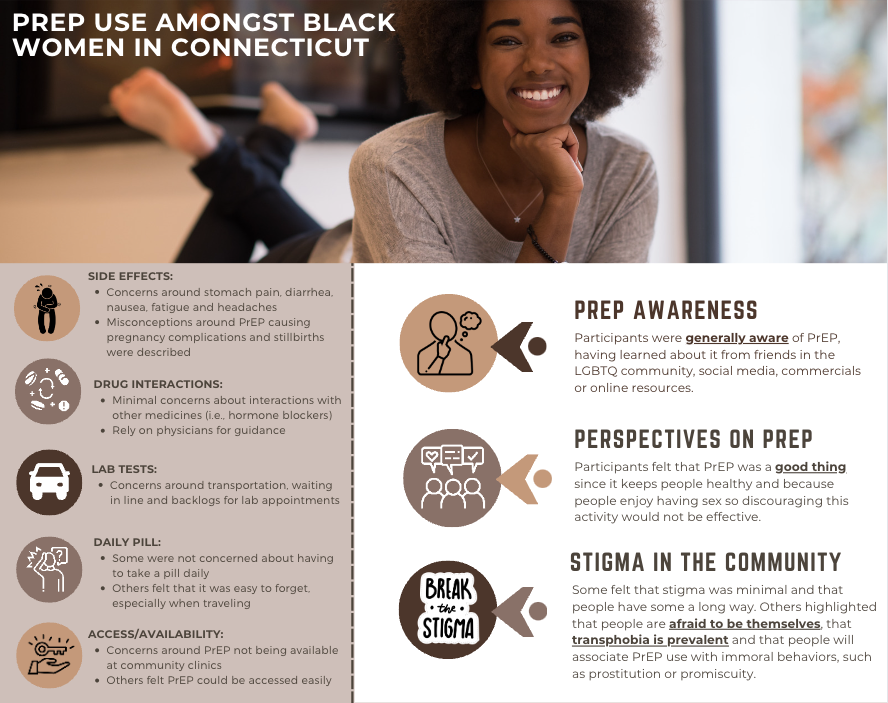 PREP USE AMONGST BLACK
WOMEN IN CONNECTICUT
SIDE EFFECTS:
• Concerns around stomach pain, diarrhea,
nausea, fatigue and headaches
• Misconceptions around PrEP causing
pregnancy complications and stillbirths
were described
DRUG INTERACTIONS:
• Minimal concerns about interactions with
other medicines (i.e., hormone blockers)
• Rely on physicians for guidance
LAB TESTS:
• Concerns around transportation, waiting
in line and backlogs for lab appointments
DAILY PILL:
• Some were not concerned about having
to take a pill daily
• Others felt that it was easy to forget,
especially when traveling
ACCESS/AVAILABILITY:
• Concerns around PrEP not being available
at community clinics
• Others felt PrEP could be accessed easily
PREP AWARENESS
Participants were generally aware of PrEP,
having learned about it from friends in the
LGBTQ community, social media, commercials
or online resources.
PERSPECTIVES ON PREP
Participants felt that PrEP was a good thing
since it keeps people healthy and because
people enjoy having sex so discouraging this
activity would not be effective.
BREAK
the
STIGMA
STIGMA IN THE COMMUNITY
Some felt that stigma was minimal and that
people have some a long way. Others highlighted
that people are afraid to be themselves, that
transphobia is prevalent and that people will
associate PrEP use with immoral behaviors, such
as prostitution or promiscuity.